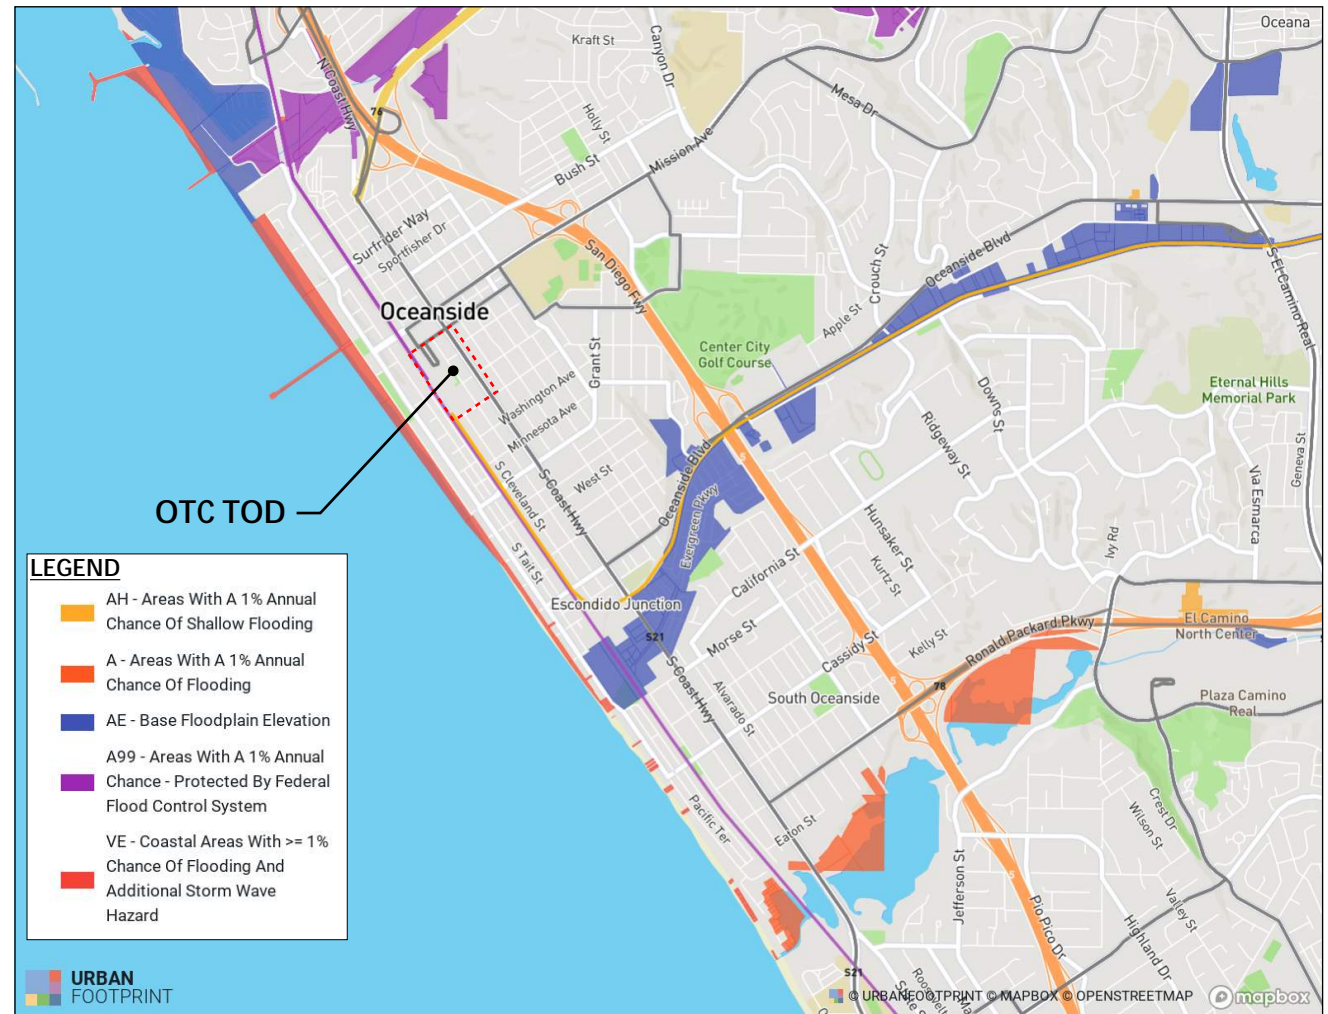 Oceana
Kraft St
Canyon Dr
N Coast Hwy
76
Mesa Dr
Holly St
Mission Ave
Bush St
Surfrider Way
Sportfisher Dr
San Diego Fwy
Crouch St
Oceanside Blvd
S El Camino Real
Oceanside
Apple St
Center City
Golf Course
Grant St
Washington Ave
Minnesota Ave
Downs St
Eternal Hills
Memorial Park
Ridgeway St
Geneva St
Via Esmarca
5
Oceanside Blvd
S Coast Hwy
West St
S Cleveland St
Evergreen Pkwy
OTC TOD
Hunsaker St
Ivy Rd
S Tait St
California St
Kurtz St
Escondido Junction
S21
Morse St
Cassidy St
Kelly St
Ronald Packard Pkwy
El Camino
North Center
S Coast Hwy
Alvarado St
South Oceanside
5
78
Plaza Camino
Real
Pacific Ter
Eaton St
Crest Dr
Wilson St
Jefferson St
5
Pio Pico Dr
Valley St
Highland Dr
S21
Roosevelt
State S
Ma
LEGEND
AH - Areas With A 1% Annual
Chance Of Shallow Flooding
A - Areas With A 1% Annual
Chance Of Flooding
AE - Base Floodplain Elevation
A99 - Areas With A 1% Annual
Chance - Protected By Federal
Flood Control System
VE - Coastal Areas With >= 1%
Chance Of Flooding And
Additional Storm Wave
Hazard
URBAN
FOOTPRINT
© URBANFOOTPRINT © MAPBOX © OPENSTREETMAP
mapbox